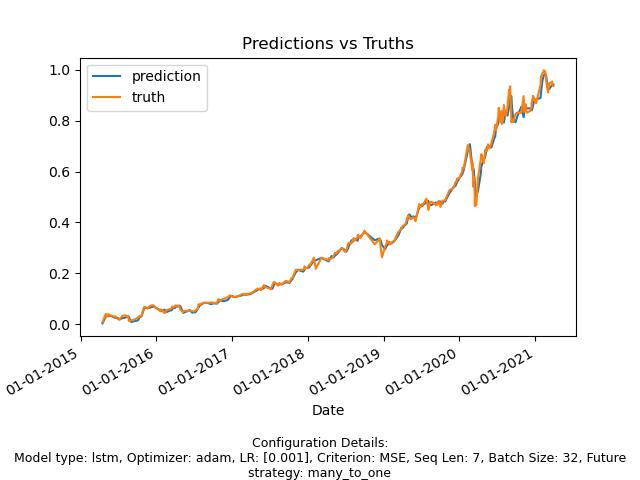 Predictions vs Truths
prediction
truth
1.0
0.8
0.6
0.4
0.2
0.0
01-01-2015
01-01-2016
01-01-2017
01-01-2018
01-01-2019
01-01-2020
01-01-2021
Date
Configuration Details:
Model type: lstm, Optimizer: adam, LR: [0.001], Criterion: MSE, Seq Len: 7, Batch Size: 32, Future
strategy: many_to_one